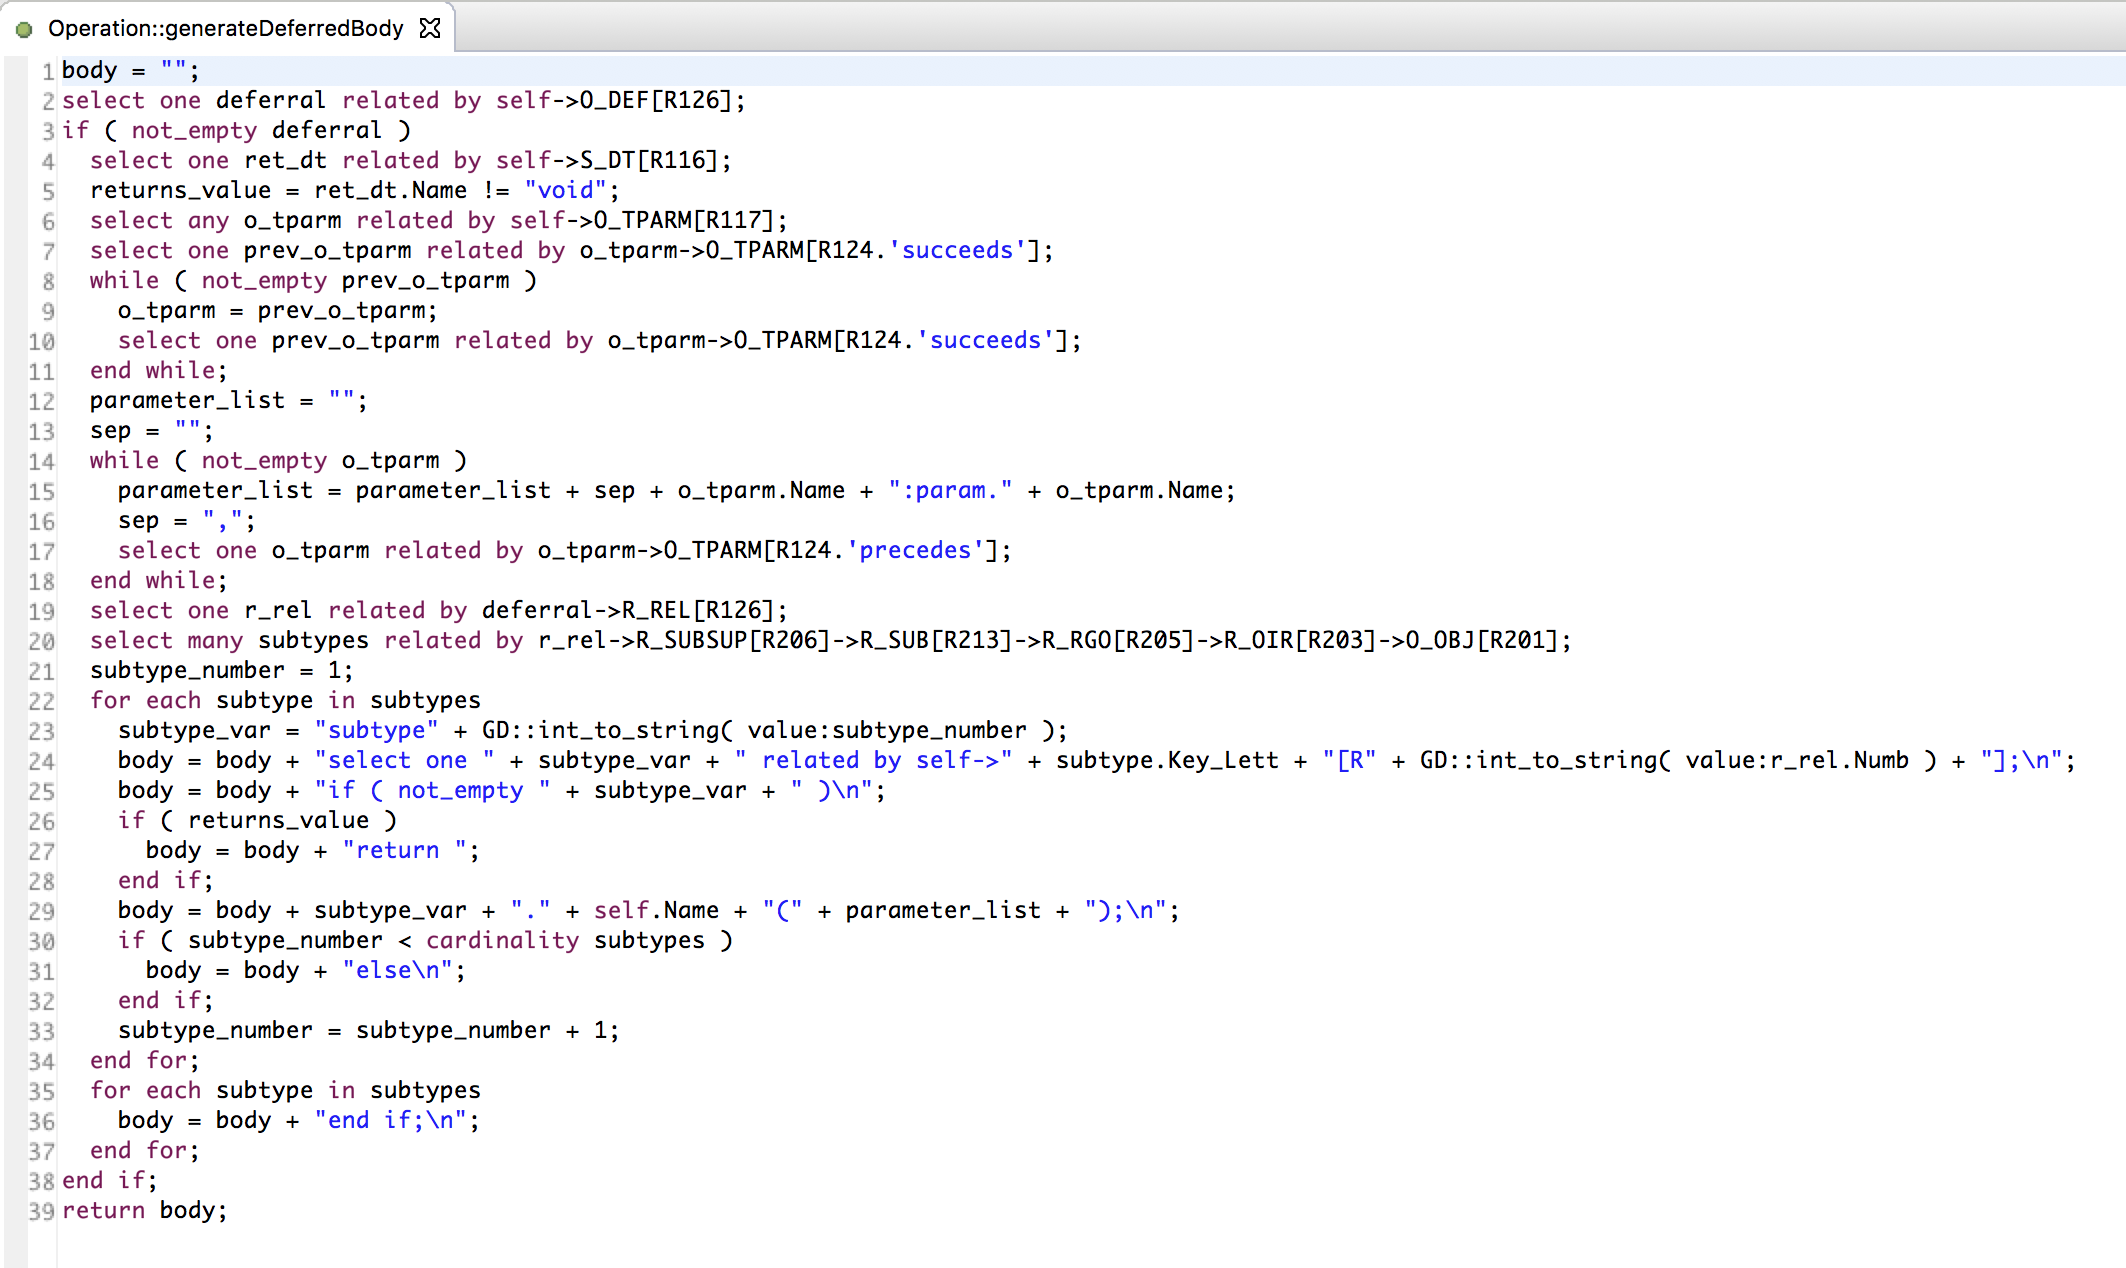 Operation::generateDeferredBody
1 body = "";
2 select one deferral related by self->O_DEF[R126];
3 if ( not_empty deferral )
4   select one ret_dt related by self->S_DT[R116];
5   returns_value = ret_dt.Name != "void";
6   select any o_tparm related by self->O_TPARM[R117];
7   select one prev_o_tparm related by o_tparm->O_TPARM[R124.'succeeds'];
8   while ( not_empty prev_o_tparm )
9     o_tparm = prev_o_tparm;
10     select one prev_o_tparm related by o_tparm->O_TPARM[R124.'succeeds'];
11   end while;
12   parameter_list = "";
13   sep = "";
14   while ( not_empty o_tparm )
15     parameter_list = parameter_list + sep + o_tparm.Name + ":param." + o_tparm.Name;
16     sep = ",";
17     select one o_tparm related by o_tparm->O_TPARM[R124.'precedes'];
18   end while;
19   select one r_rel related by deferral->R_REL[R126];
20   select many subtypes related by r_rel->R_SUBSUP[R206]->R_SUB[R213]->R_RGO[R205]->R_OIR[R203]->O_OBJ[R201];
21   subtype_number = 1;
22   for each subtype in subtypes
23     subtype_var = "subtype" + GD::int_to_string( value:subtype_number );
24     body = body + "select one " + subtype_var + " related by self->" + subtype.Key_Lett + "[R" + GD::int_to_string( value:r_rel.Numb ) + "];\n";
25     body = body + "if ( not_empty " + subtype_var + " )\n";
26     if ( returns_value )
27       body = body + "return ";
28     end if;
29     body = body + subtype_var + "." + self.Name + "(" + parameter_list + ");\n";
30     if ( subtype_number < cardinality subtypes )
31       body = body + "else\n";
32     end if;
33     subtype_number = subtype_number + 1;
34   end for;
35   for each subtype in subtypes
36     body = body + "end if;\n";
37   end for;
38 end if;
39 return body;